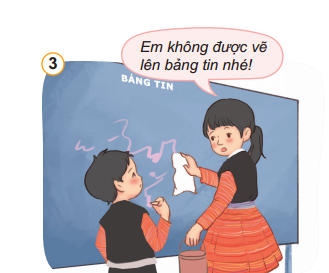 3
Em không được vẽ
lên bảng tin nhé!
BẢNG TIN